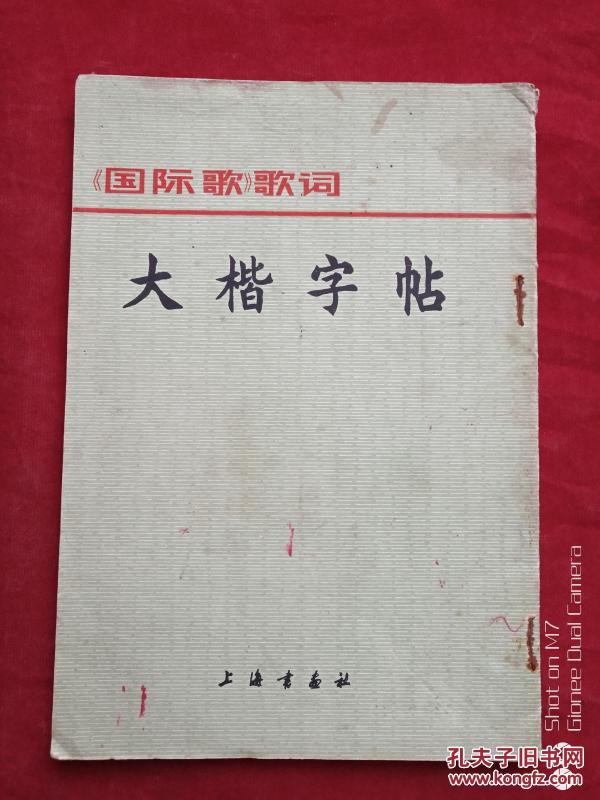 《国际歌》歌词
大楷字帖
上海书画社
Shot on M7
Gionee Dual Camera
孔夫子旧书网
www.kongfz.com